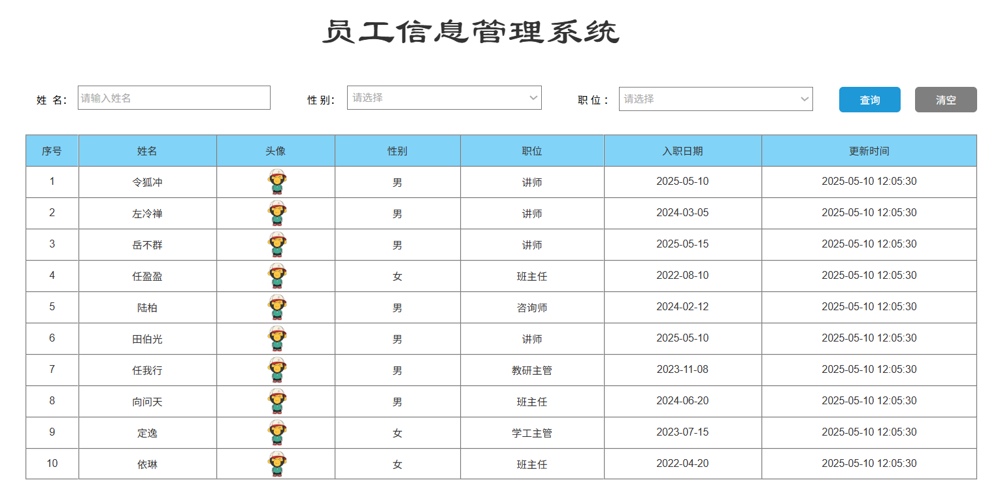 员工信息管理系统
姓 名： 请输入姓名 性 别： 请选择 职 位 ： 请选择 查询 清空
序号 姓名 头像 性别 职位 入职日期 更新时间
1 令狐冲 男 讲师 2025-05-10 2025-05-10 12:05:30
2 左冷禅 男 讲师 2024-03-05 2025-05-10 12:05:30
3 岳不群 男 讲师 2025-05-15 2025-05-10 12:05:30
4 任盈盈 女 班主任 2022-08-10 2025-05-10 12:05:30
5 陆柏 男 咨询师 2024-02-12 2025-05-10 12:05:30
6 田伯光 男 讲师 2025-05-10 2025-05-10 12:05:30
7 任我行 男 教研主管 2023-11-08 2025-05-10 12:05:30
8 向问天 男 班主任 2024-06-20 2025-05-10 12:05:30
9 定逸 女 学工主管 2023-07-15 2025-05-10 12:05:30
10 依琳 女 班主任 2022-04-20 2025-05-10 12:05:30